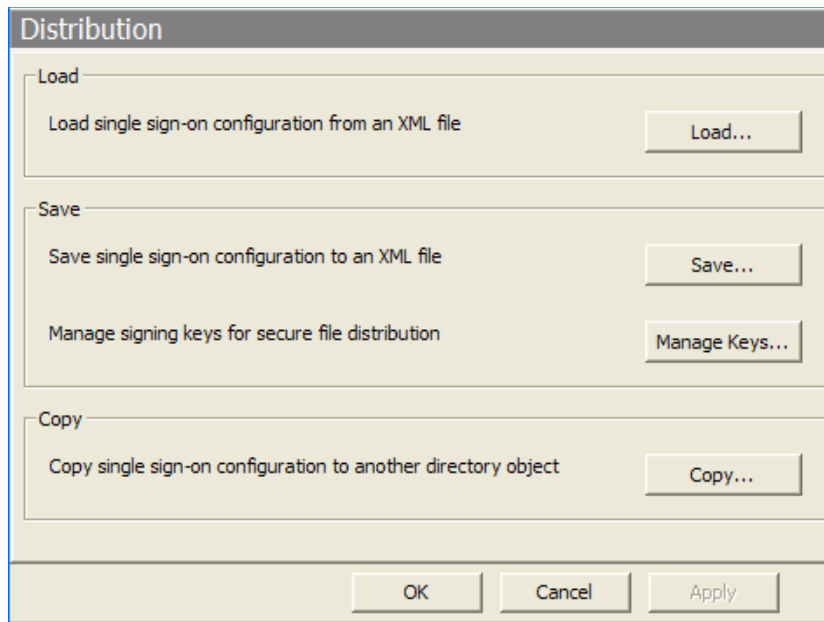 Distribution
Load
Load single sign-on configuration from an XML file
Load...
Save
Save single sign-on configuration to an XML file
Save...
Manage signing keys for secure file distribution
Manage Keys...
Copy
Copy single sign-on configuration to another directory object
Copy...
OK
Cancel
Apply